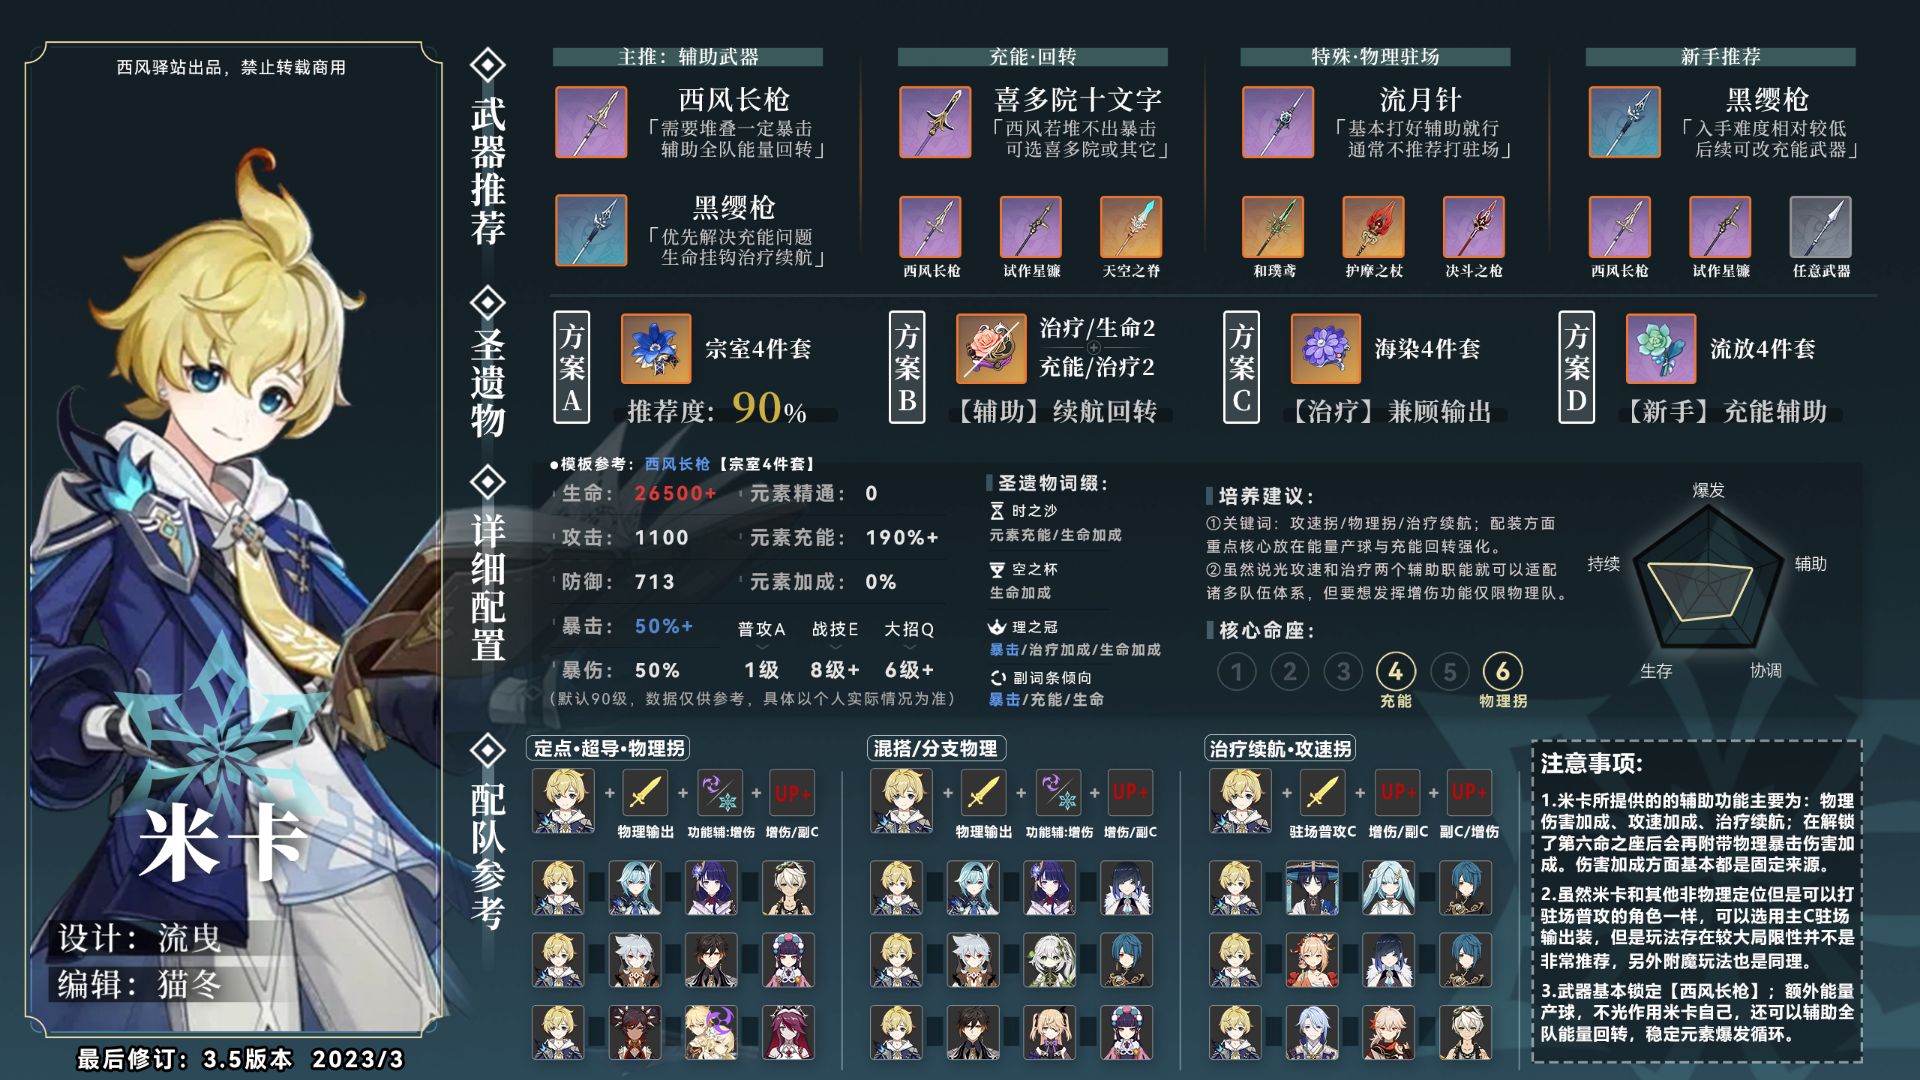 西风驿站出品，禁止转载商用
米卡
设计：流曳
编辑：猫冬
最后修订：3.5版本 2023/3
武器推荐
主推：辅助武器
西风长枪
「需要堆叠一定暴击
辅助全队能量回转」
黑缨枪
「优先解决充能问题
生命挂钩治疗续航」
充能·回转
喜多院十文字
「西风若堆不出暴击
可选喜多院或其它」
西风长枪
试作星镰
天空之脊
特殊·物理驻场
流月针
「基本打好辅助就行
通常不推荐打驻场」
和璞鸢
护摩之杖
决斗之枪
新手推荐
黑缨枪
「入手难度相对较低
后续可改充能武器」
西风长枪
试作星镰
任意武器
圣遗物
方案A
宗室4件套
推荐度：90%
方案B
治疗/生命2
充能/治疗2
【辅助】续航回转
方案C
海染4件套
【治疗】兼顾输出
方案D
流放4件套
【新手】充能辅助
详细配置
●模板参考：西风长枪【宗室4件套】
生命：26500+
元素精通：0
攻击：1100
元素充能：190%+
防御：713
元素加成：0%
暴击：50%+
普攻A 战技E 大招Q
暴伤：50%
1级 8级+ 6级+
(默认90级，数据仅供参考，具体以个人实际情况为准)
圣遗物词缀：
时之沙
元素充能/生命加成
空之杯
生命加成
理之冠
暴击/治疗加成/生命加成
副词条倾向
暴击/充能/生命
培养建议：
①关键词：攻速拐/物理拐/治疗续航；配装方面
重点核心放在能量产球与充能回转强化。
②虽然说光攻速和治疗两个辅助职能就可以适配
诸多队伍体系，但要想发挥增伤功能仅限物理队。
核心命座：
1 2 3 4 5 6
充能
物理拐
爆发
辅助
协调
生存
持续
配队参考
定点·超导·物理拐
UP+
物理输出 功能辅:增伤 增伤/副C
混搭/分支物理
UP+
物理输出 功能辅:增伤 增伤/副C
治疗续航·攻速拐
UP+ UP+
驻场普攻C 增伤/副C 副C/增伤
注意事项：
1.米卡所提供的的辅助功能主要为：物理
伤害加成、攻速加成、治疗续航；在解锁
了第六命之座后会再附带物理暴击伤害加
成。伤害加成方面基本都是固定来源。
2.虽然米卡和其他非物理定位但是可以打
驻场普攻的角色一样，可以选用主C驻场
输出装，但是玩法存在较大局限性并不是
非常推荐，另外附魔玩法也是同理。
3.武器基本锁定【西风长枪】；额外能量
产球，不光作用米卡自己，还可以辅助全
队能量回转，稳定元素爆发循环。